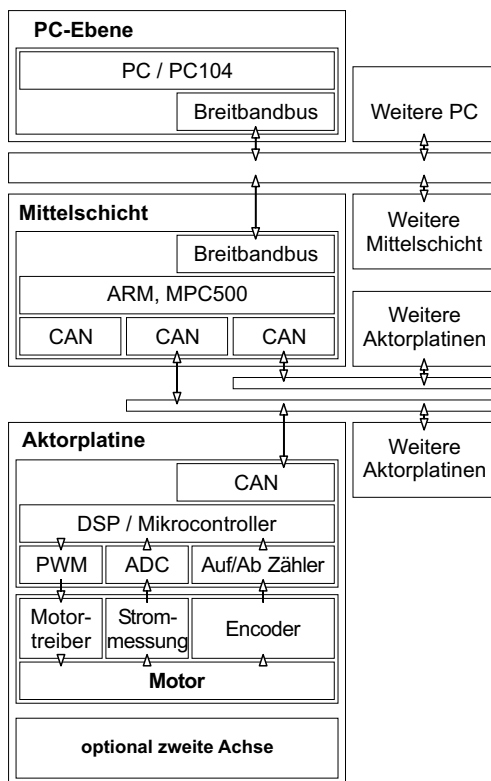 PC-Ebene
PC / PC104
Breitbandbus
Weitere PC
Mittelschicht
Breitbandbus
ARM, MPC500
CAN
CAN
CAN
Weitere
Mittelschicht
Weitere
Aktorplatinen
Aktorplatine
CAN
DSP / Mikrocontroller
PWM
ADC
Auf/Ab Zähler
Motor-
treiber
Strom-
messung
Encoder
Motor
optional zweite Achse
Weitere
Aktorplatinen